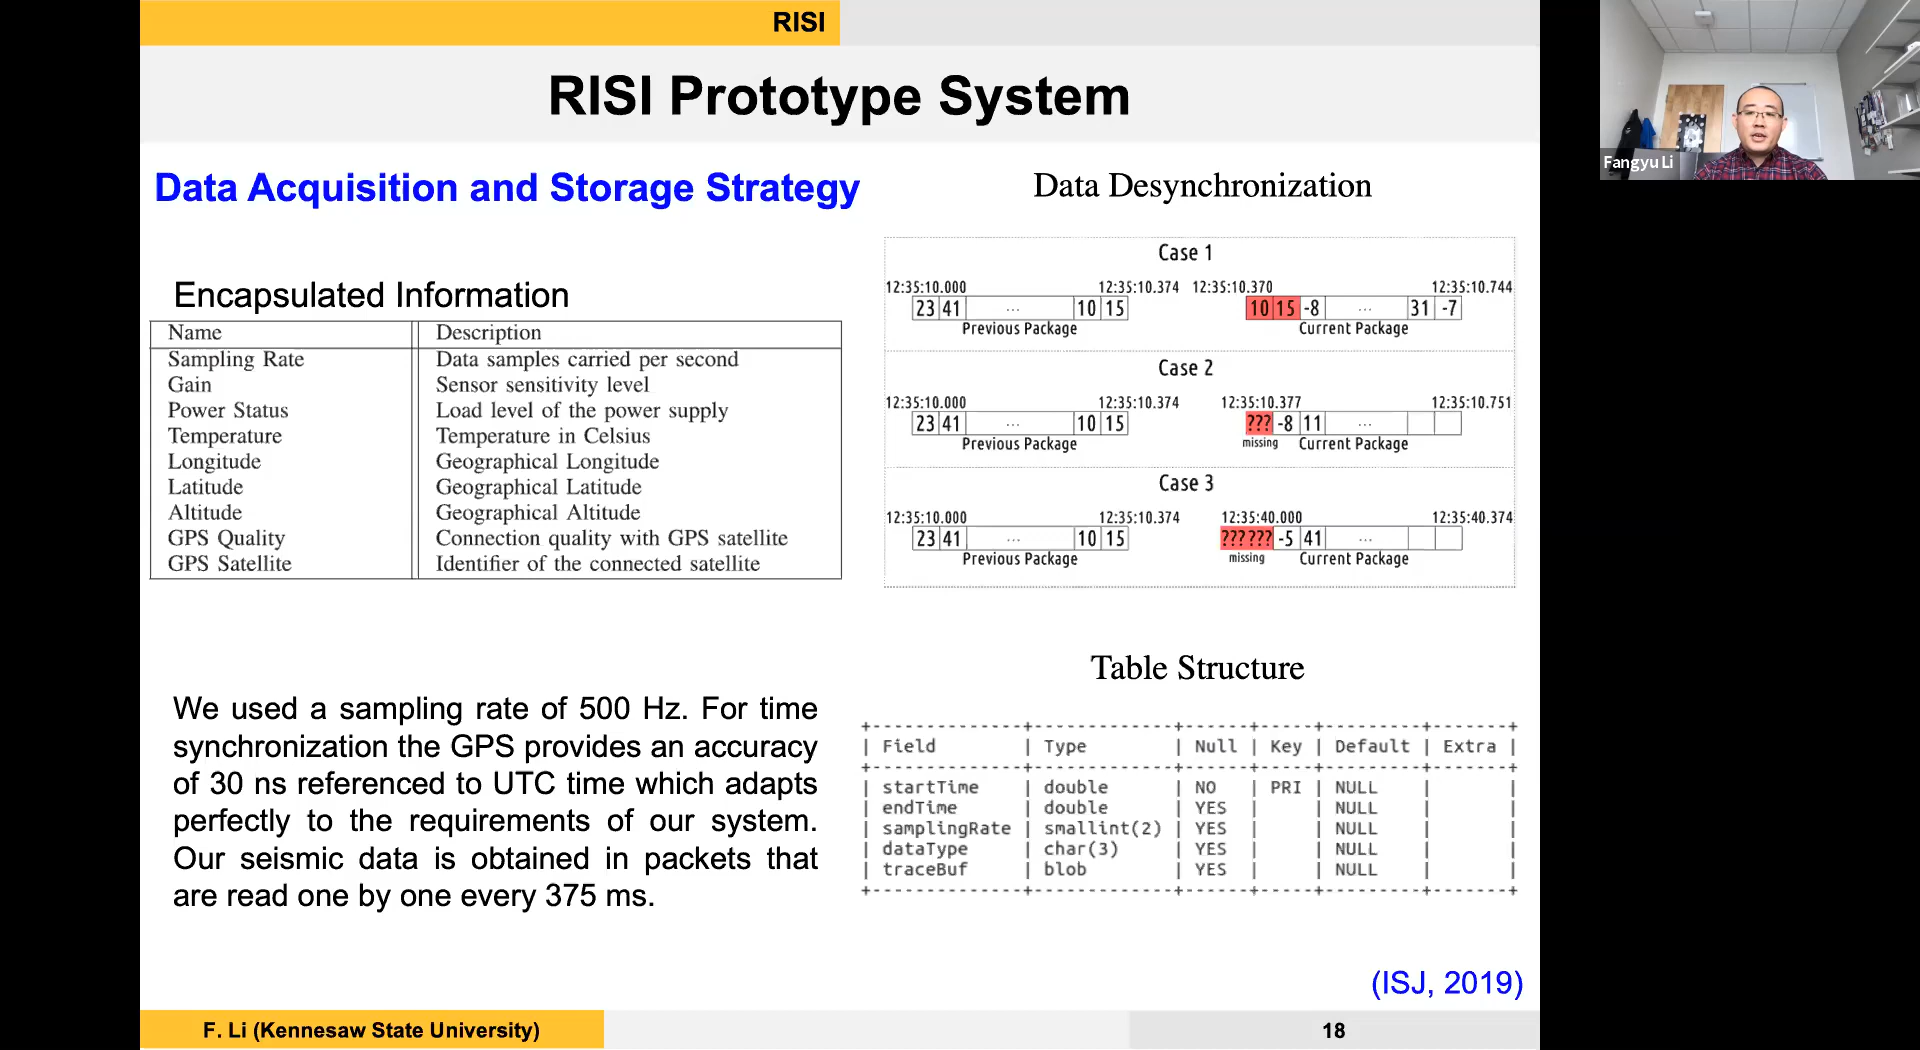 RISI
RISI Prototype System
Data Acquisition and Storage Strategy
Encapsulated Information
Name Description
Sampling Rate Data samples carried per second
Gain Sensor sensitivity level
Power Status Load level of the power supply
Temperature Temperature in Celsius
Longitude Geographical Longitude
Latitude Geographical Latitude
Altitude Geographical Altitude
GPS Quality Connection quality with GPS satellite
GPS Satellite Identifier of the connected satellite
We used a sampling rate of 500 Hz. For time
synchronization the GPS provides an accuracy
of 30 ns referenced to UTC time which adapts
perfectly to the requirements of our system.
Our seismic data is obtained in packets that
are read one by one every 375 ms.
Data Desynchronization
Case 1
12:35:10.000 12:35:10.374 12:35:10.370 12:35:10.744
23 41 ... 10 15 10 15 -8 ... 31 -7
Previous Package Current Package
Case 2
12:35:10.000 12:35:10.374 12:35:10.377 12:35:10.751
23 41 ... 10 15 ??? -8 11 ...
Previous Package missing Current Package
Case 3
12:35:10.000 12:35:10.374 12:35:40.000 12:35:40.374
23 41 ... 10 15 ??? ??? -5 41 ...
Previous Package missing Current Package
Table Structure
+--------------+-------------+------+-----+---------+-------+
| Field | Type | Null | Key | Default | Extra |
+--------------+-------------+------+-----+---------+-------+
| startTime | double | NO | PRI | NULL | |
| endTime | double | YES | | NULL | |
| samplingRate | smallint(2) | YES | | NULL | |
| dataType | char(3) | YES | | NULL | |
| traceBuf | blob | YES | | NULL | |
+--------------+-------------+------+-----+---------+-------+
(ISJ, 2019)
F. Li (Kennesaw State University)
18
Fangyu Li